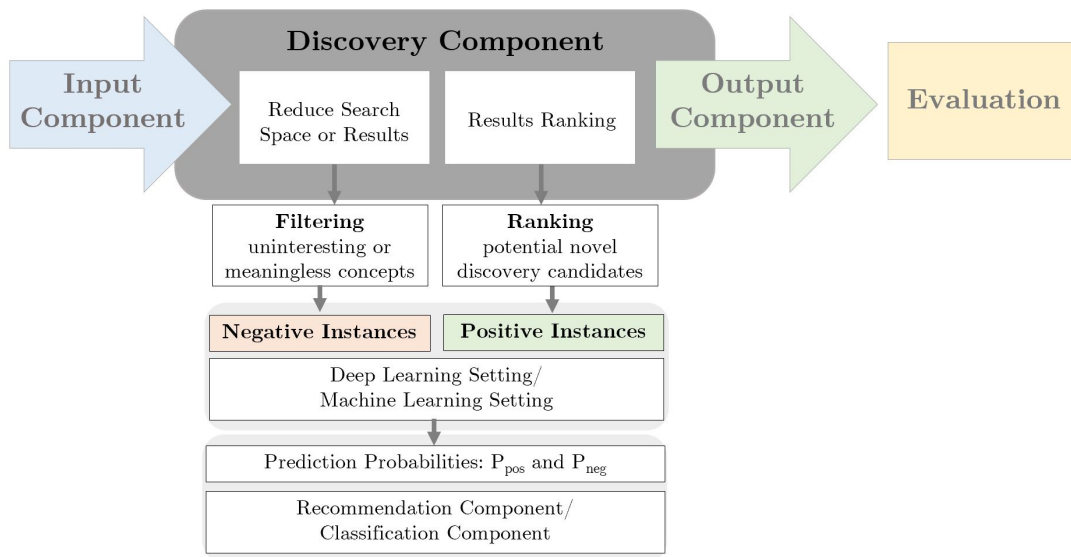 Discovery Component
Input
Component
Reduce Search
Space or Results
Results Ranking
Output
Component
Evaluation
Filtering
uninteresting or
meaningless concepts
Ranking
potential novel
discovery candidates
Negative Instances
Positive Instances
Deep Learning Setting/
Machine Learning Setting
Prediction Probabilities: Ppos and Pneg
Recommendation Component/
Classification Component